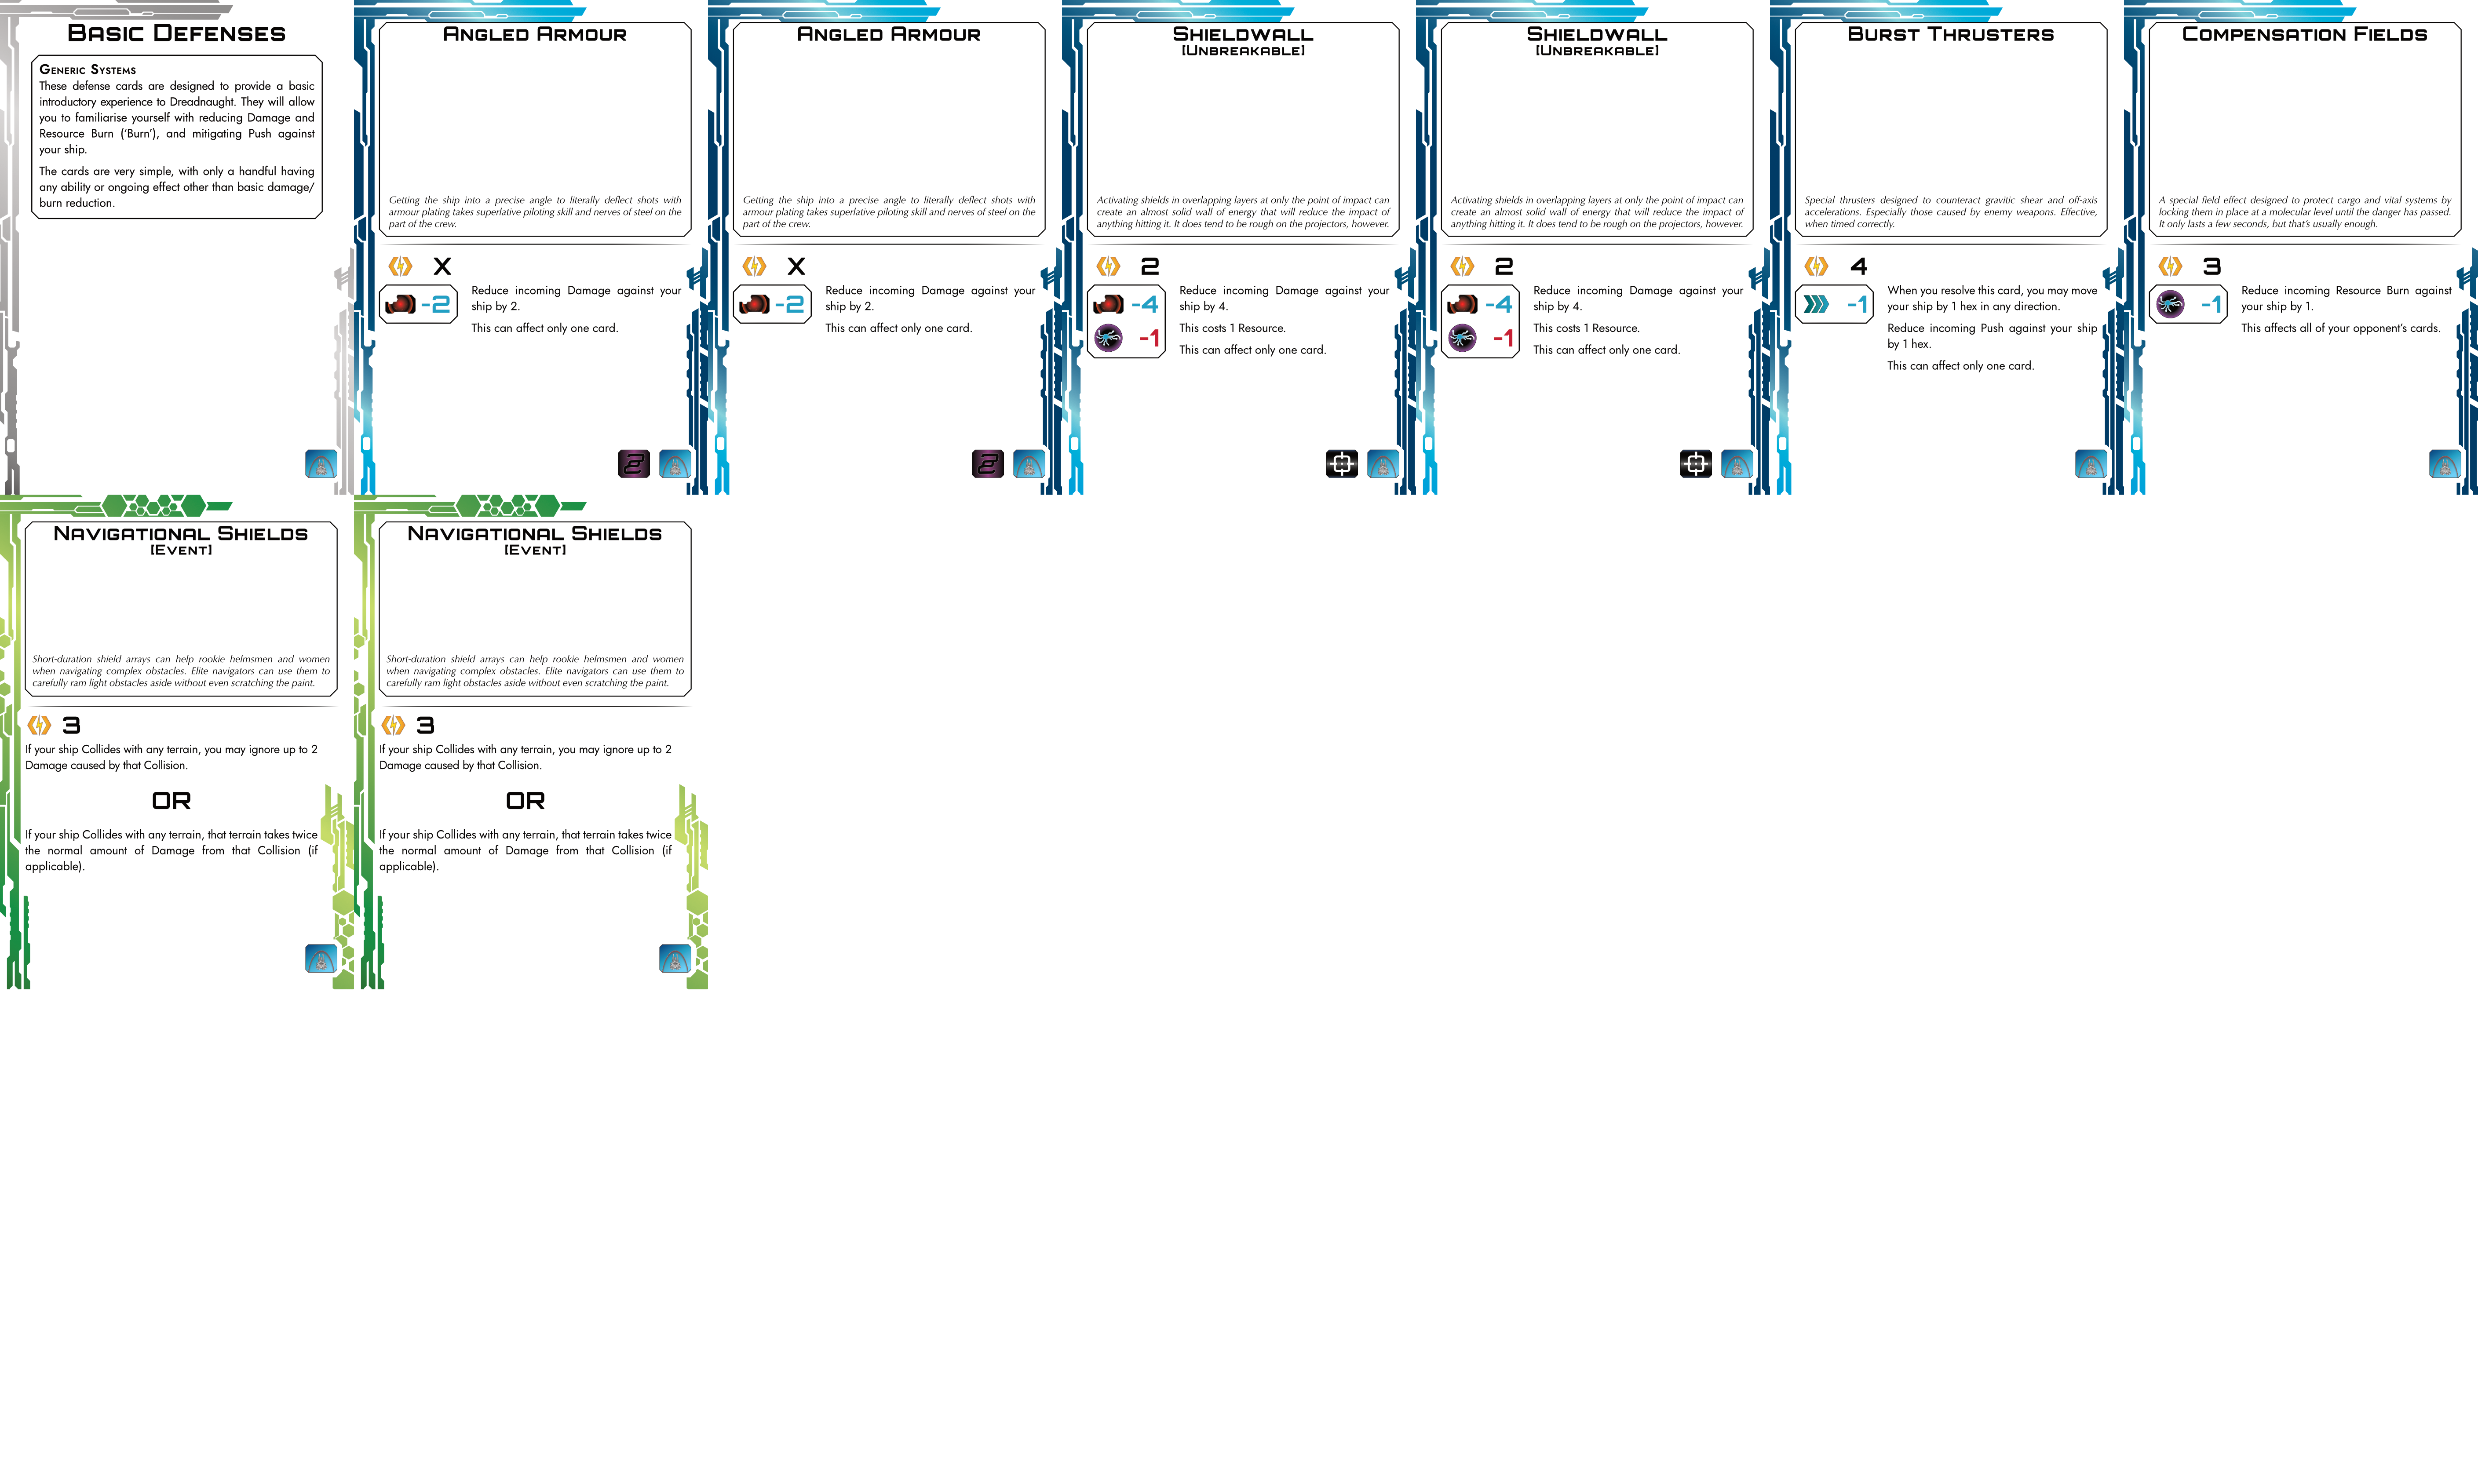 Basic Defenses
Generic Systems
These defense cards are designed to provide a basic
introductory experience to Dreadnaught. They will allow
you to familiarise yourself with reducing Damage and
Resource Burn (‘Burn’), and mitigating Push against
your ship.
The cards are very simple, with only a handful having
any ability or ongoing effect other than basic damage/
burn reduction.
Angled Armour
Getting the ship into a precise angle to literally deflect shots with
armour plating takes superlative piloting skill and nerves of steel on the
part of the crew.
X
-2
Reduce incoming Damage against your
ship by 2.
This can affect only one card.
2
Angled Armour
Getting the ship into a precise angle to literally deflect shots with
armour plating takes superlative piloting skill and nerves of steel on the
part of the crew.
X
-2
Reduce incoming Damage against your
ship by 2.
This can affect only one card.
2
Shieldwall
[Unbreakable]
Activating shields in overlapping layers at only the point of impact can
create an almost solid wall of energy that will reduce the impact of
anything hitting it. It does tend to be rough on the projectors, however.
2
-4
-1
Reduce incoming Damage against your
ship by 4.
This costs 1 Resource.
This can affect only one card.
Shieldwall
[Unbreakable]
Activating shields in overlapping layers at only the point of impact can
create an almost solid wall of energy that will reduce the impact of
anything hitting it. It does tend to be rough on the projectors, however.
2
-4
-1
Reduce incoming Damage against your
ship by 4.
This costs 1 Resource.
This can affect only one card.
Burst Thrusters
Special thrusters designed to counteract gravitic shear and off-axis
accelerations. Especially those caused by enemy weapons. Effective,
when timed correctly.
4
-1
When you resolve this card, you may move
your ship by 1 hex in any direction.
Reduce incoming Push against your ship
by 1 hex.
This can affect only one card.
Compensation Fields
A special field effect designed to protect cargo and vital systems by
locking them in place at a molecular level until the danger has passed.
It only lasts a few seconds, but that’s usually enough.
3
-1
Reduce incoming Resource Burn against
your ship by 1.
This affects all of your opponent’s cards.
Navigational Shields
[Event]
Short-duration shield arrays can help rookie helmsmen and women
when navigating complex obstacles. Elite navigators can use them to
carefully ram light obstacles aside without even scratching the paint.
3
If your ship Collides with any terrain, you may ignore up to 2
Damage caused by that Collision.
OR
If your ship Collides with any terrain, that terrain takes twice
the normal amount of Damage from that Collision (if
applicable).
Navigational Shields
[Event]
Short-duration shield arrays can help rookie helmsmen and women
when navigating complex obstacles. Elite navigators can use them to
carefully ram light obstacles aside without even scratching the paint.
3
If your ship Collides with any terrain, you may ignore up to 2
Damage caused by that Collision.
OR
If your ship Collides with any terrain, that terrain takes twice
the normal amount of Damage from that Collision (if
applicable).